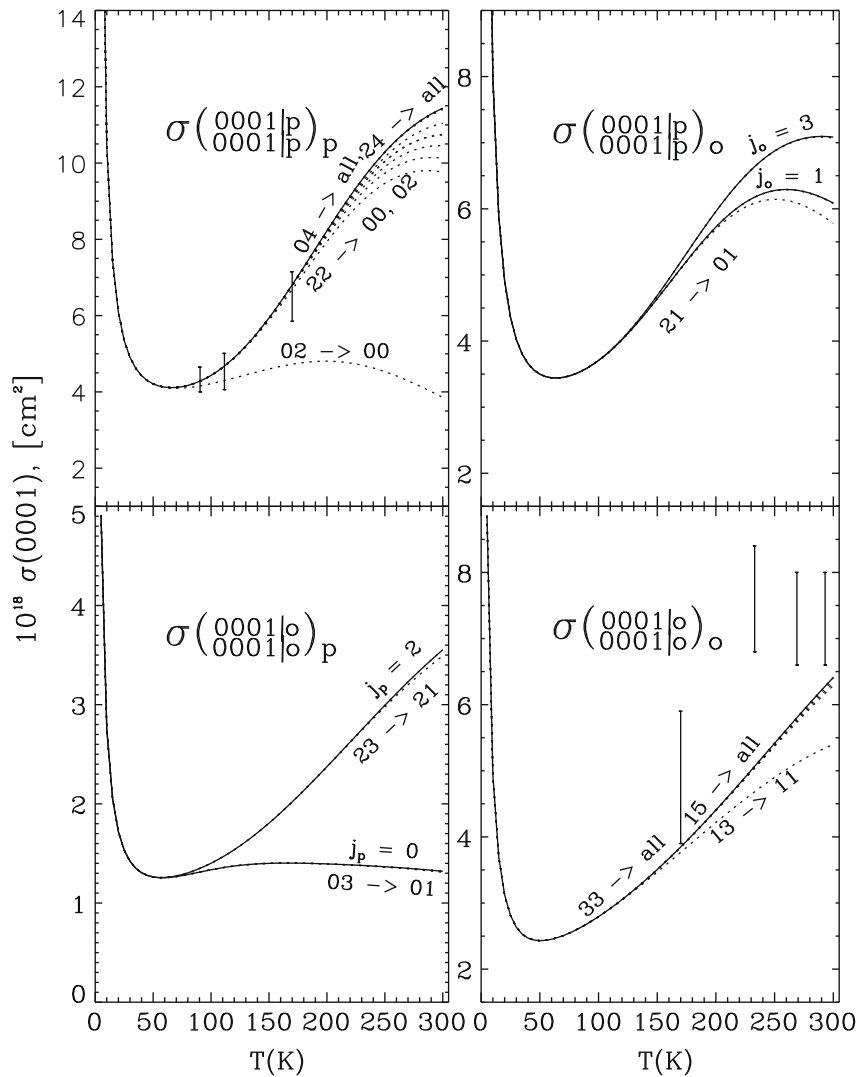 10¹⁸ σ(0001), [cm²]
14
12
10
8
6
4
2
σ(0001|p
0001|p)p
04 –> all,24 –> all
22 –> 00, 02
02 –> 00
8
6
4
2
σ(0001|p
0001|p)o
jₒ = 3
jₒ = 1
21 –> 01
5
4
3
2
1
0
σ(0001|o
0001|o)p
jₚ = 2
23 –> 21
jₚ = 0
03 –> 01
0 50 100 150 200 250 300
T(K)
8
6
4
2
σ(0001|o
0001|o)o
33 –> all
15 –> all
13 –> 11
0 50 100 150 200 250 300
T(K)